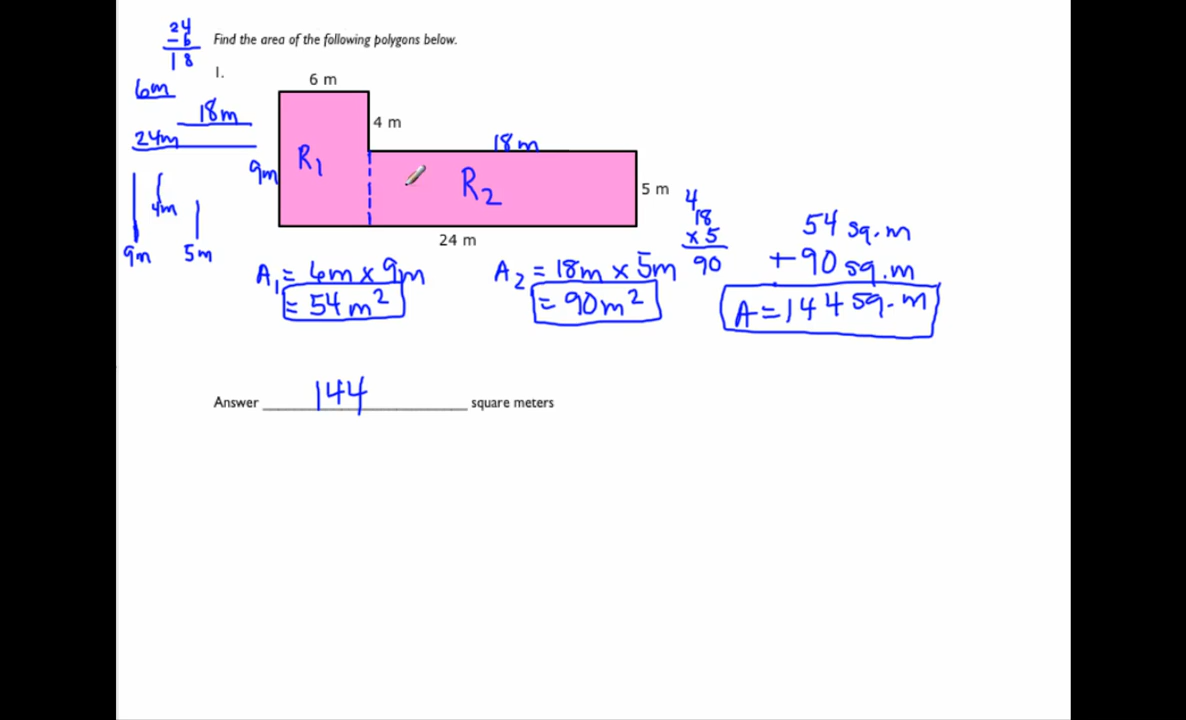 24
-6
18
Find the area of the following polygons below.
1.
6m
18m
24m
9m
4m
5m
6 m
4 m
18m
9m
R1
R2
5 m
24 m
A1 = 6m x 9m
= 54 m²
A2 = 18m x 5m
= 90m²
4
18
x 5
90
54 sq. m
+90 sq. m
A = 144 sq. m
Answer 144 square meters